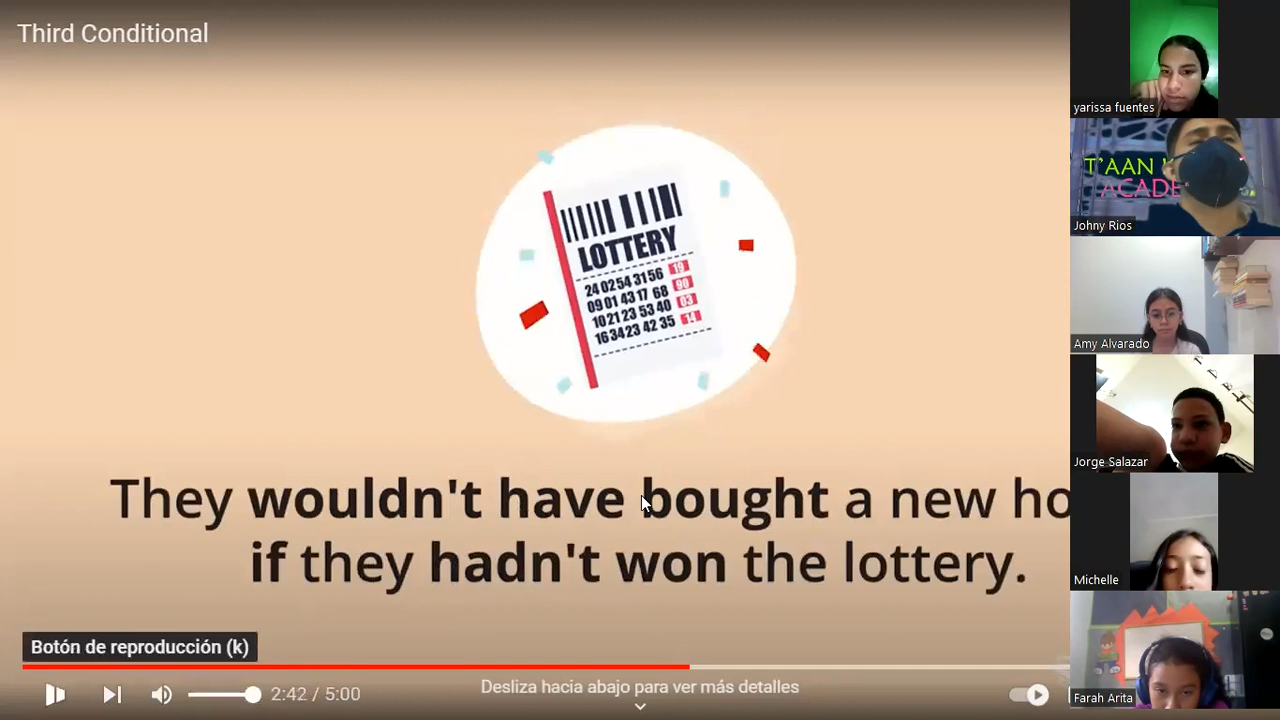 Third Conditional
LOTTERY
24 02 54 31 56 19
09 01 43 17 68 90
10 21 23 53 40 03
16 34 23 42 35 14
They wouldn't have bought a new ho
if they hadn't won the lottery.
Botón de reproducción (k)
2:42 / 5:00
Desliza hacia abajo para ver más detalles
yarissa fuentes
T'AAN
ACADE
Johny Rios
Amy Alvarado
Jorge Salazar
Michelle
Farah Arita